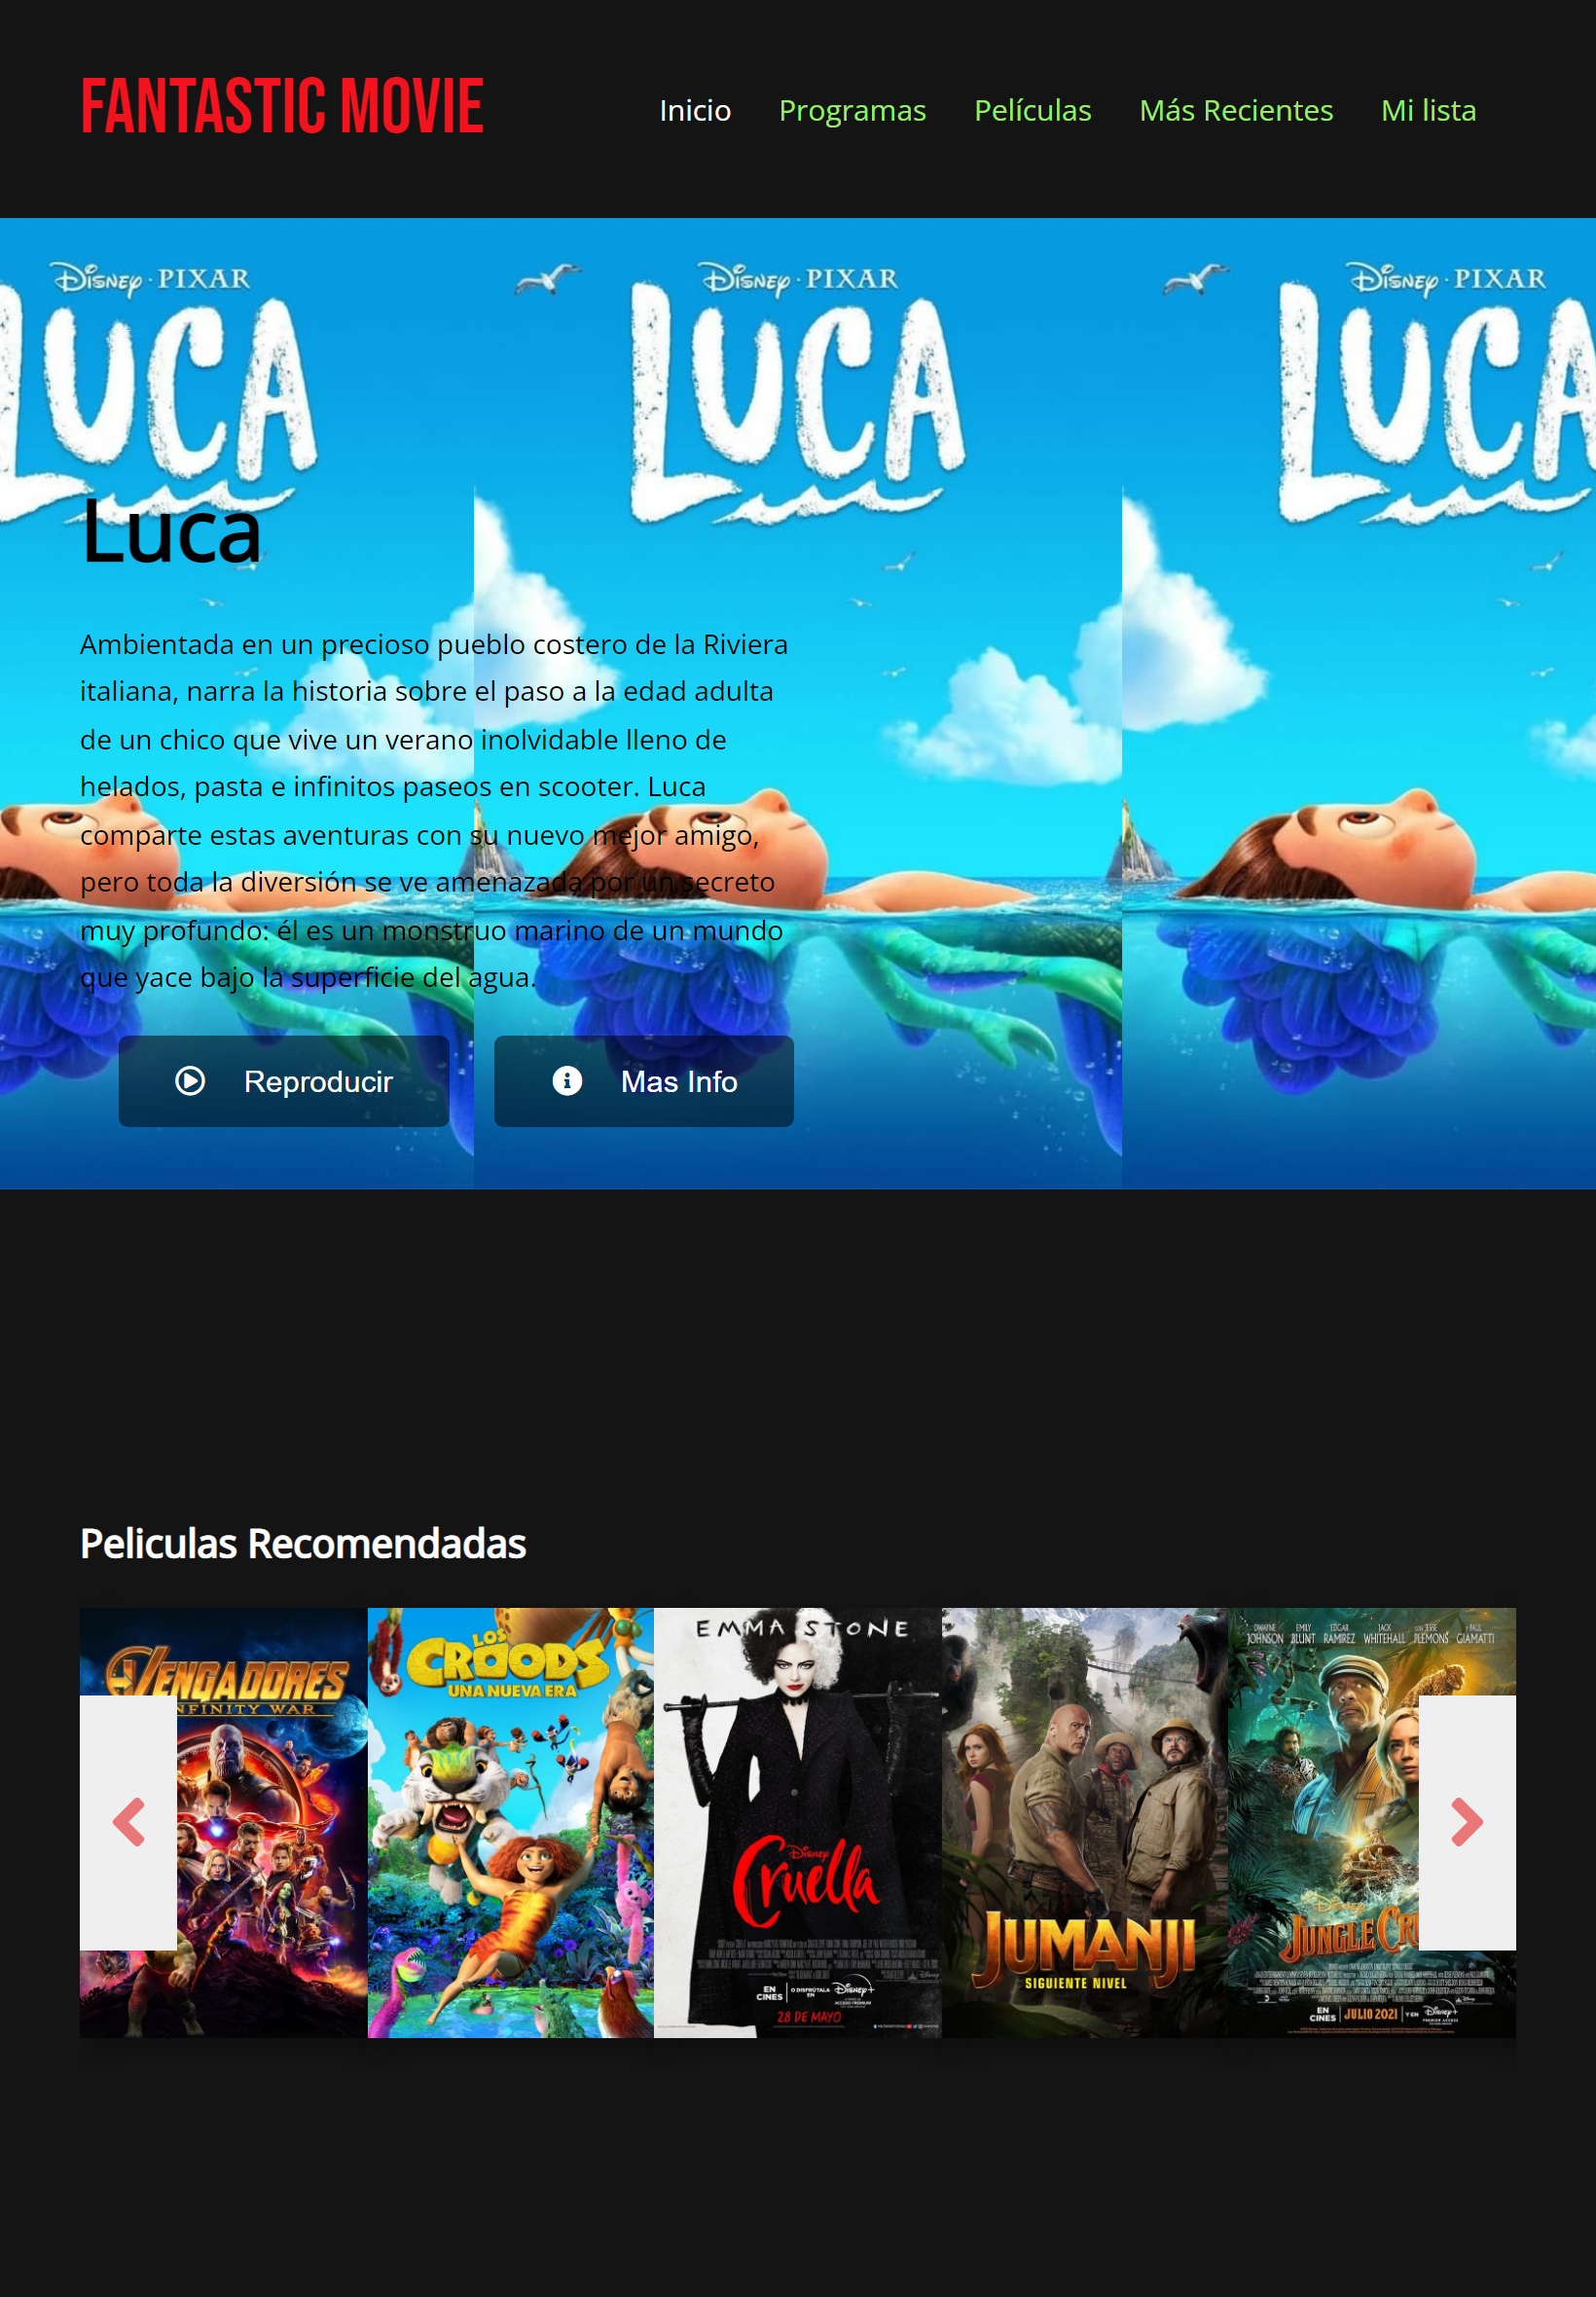 FANTASTIC MOVIE
Inicio Programas Películas Más Recientes Mi lista
Disney · PIXAR Disney · PIXAR Disney · PIXAR
LUCA LUCA LUCA
Luca
Ambientada en un precioso pueblo costero de la Riviera
italiana, narra la historia sobre el paso a la edad adulta
de un chico que vive un verano inolvidable lleno de
helados, pasta e infinitos paseos en scooter. Luca
comparte estas aventuras con su nuevo mejor amigo,
pero toda la diversión se ve amenazada por un secreto
muy profundo: él es un monstruo marino de un mundo
que yace bajo la superficie del agua.
Reproducir Mas Info
Peliculas Recomendadas
VENGADORES
INFINITY WAR
LOS
CROODS
UNA NUEVA ERA
EMMA STONE
Disney
Cruella
EN CINES | O DISFRÚTALA EN Disney+
28 DE MAYO
JUMANJI
SIGUIENTE NIVEL
DWAYNE JOHNSON EMILY BLUNT EDGAR RAMIREZ JACK WHITEHALL JESSE PLEMONS PAUL GIAMATTI
Disney
JUNGLE CRU
EN CINES | JULIO 2021 | Y EN Disney+